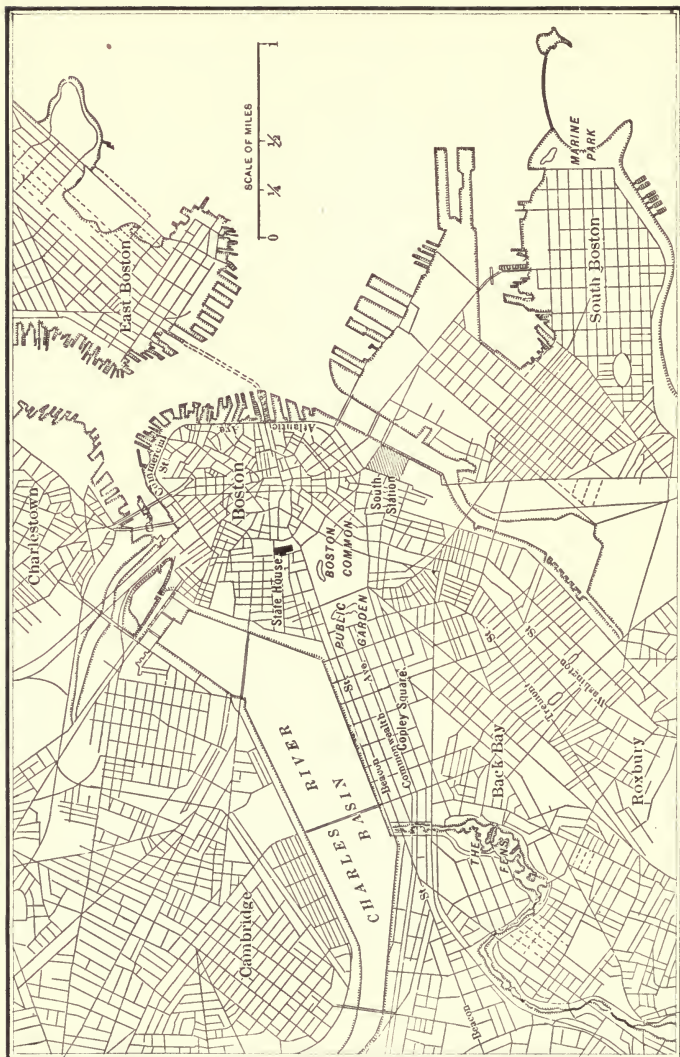 SCALE OF MILES
0 1/4 1/2 1
East Boston
Charlestown
MARINE
PARK
South Boston
Commercial
St.
Atlantic
Ave
Boston
South
Station
State House
BOSTON
COMMON
PUBLIC
GARDEN
CHARLES RIVER
BASIN
Beacon St.
Commonwealth Ave.
Copley Square
Tremont St.
Washington St.
Back Bay
Roxbury
THE
FENS
Cambridge
Beacon St.